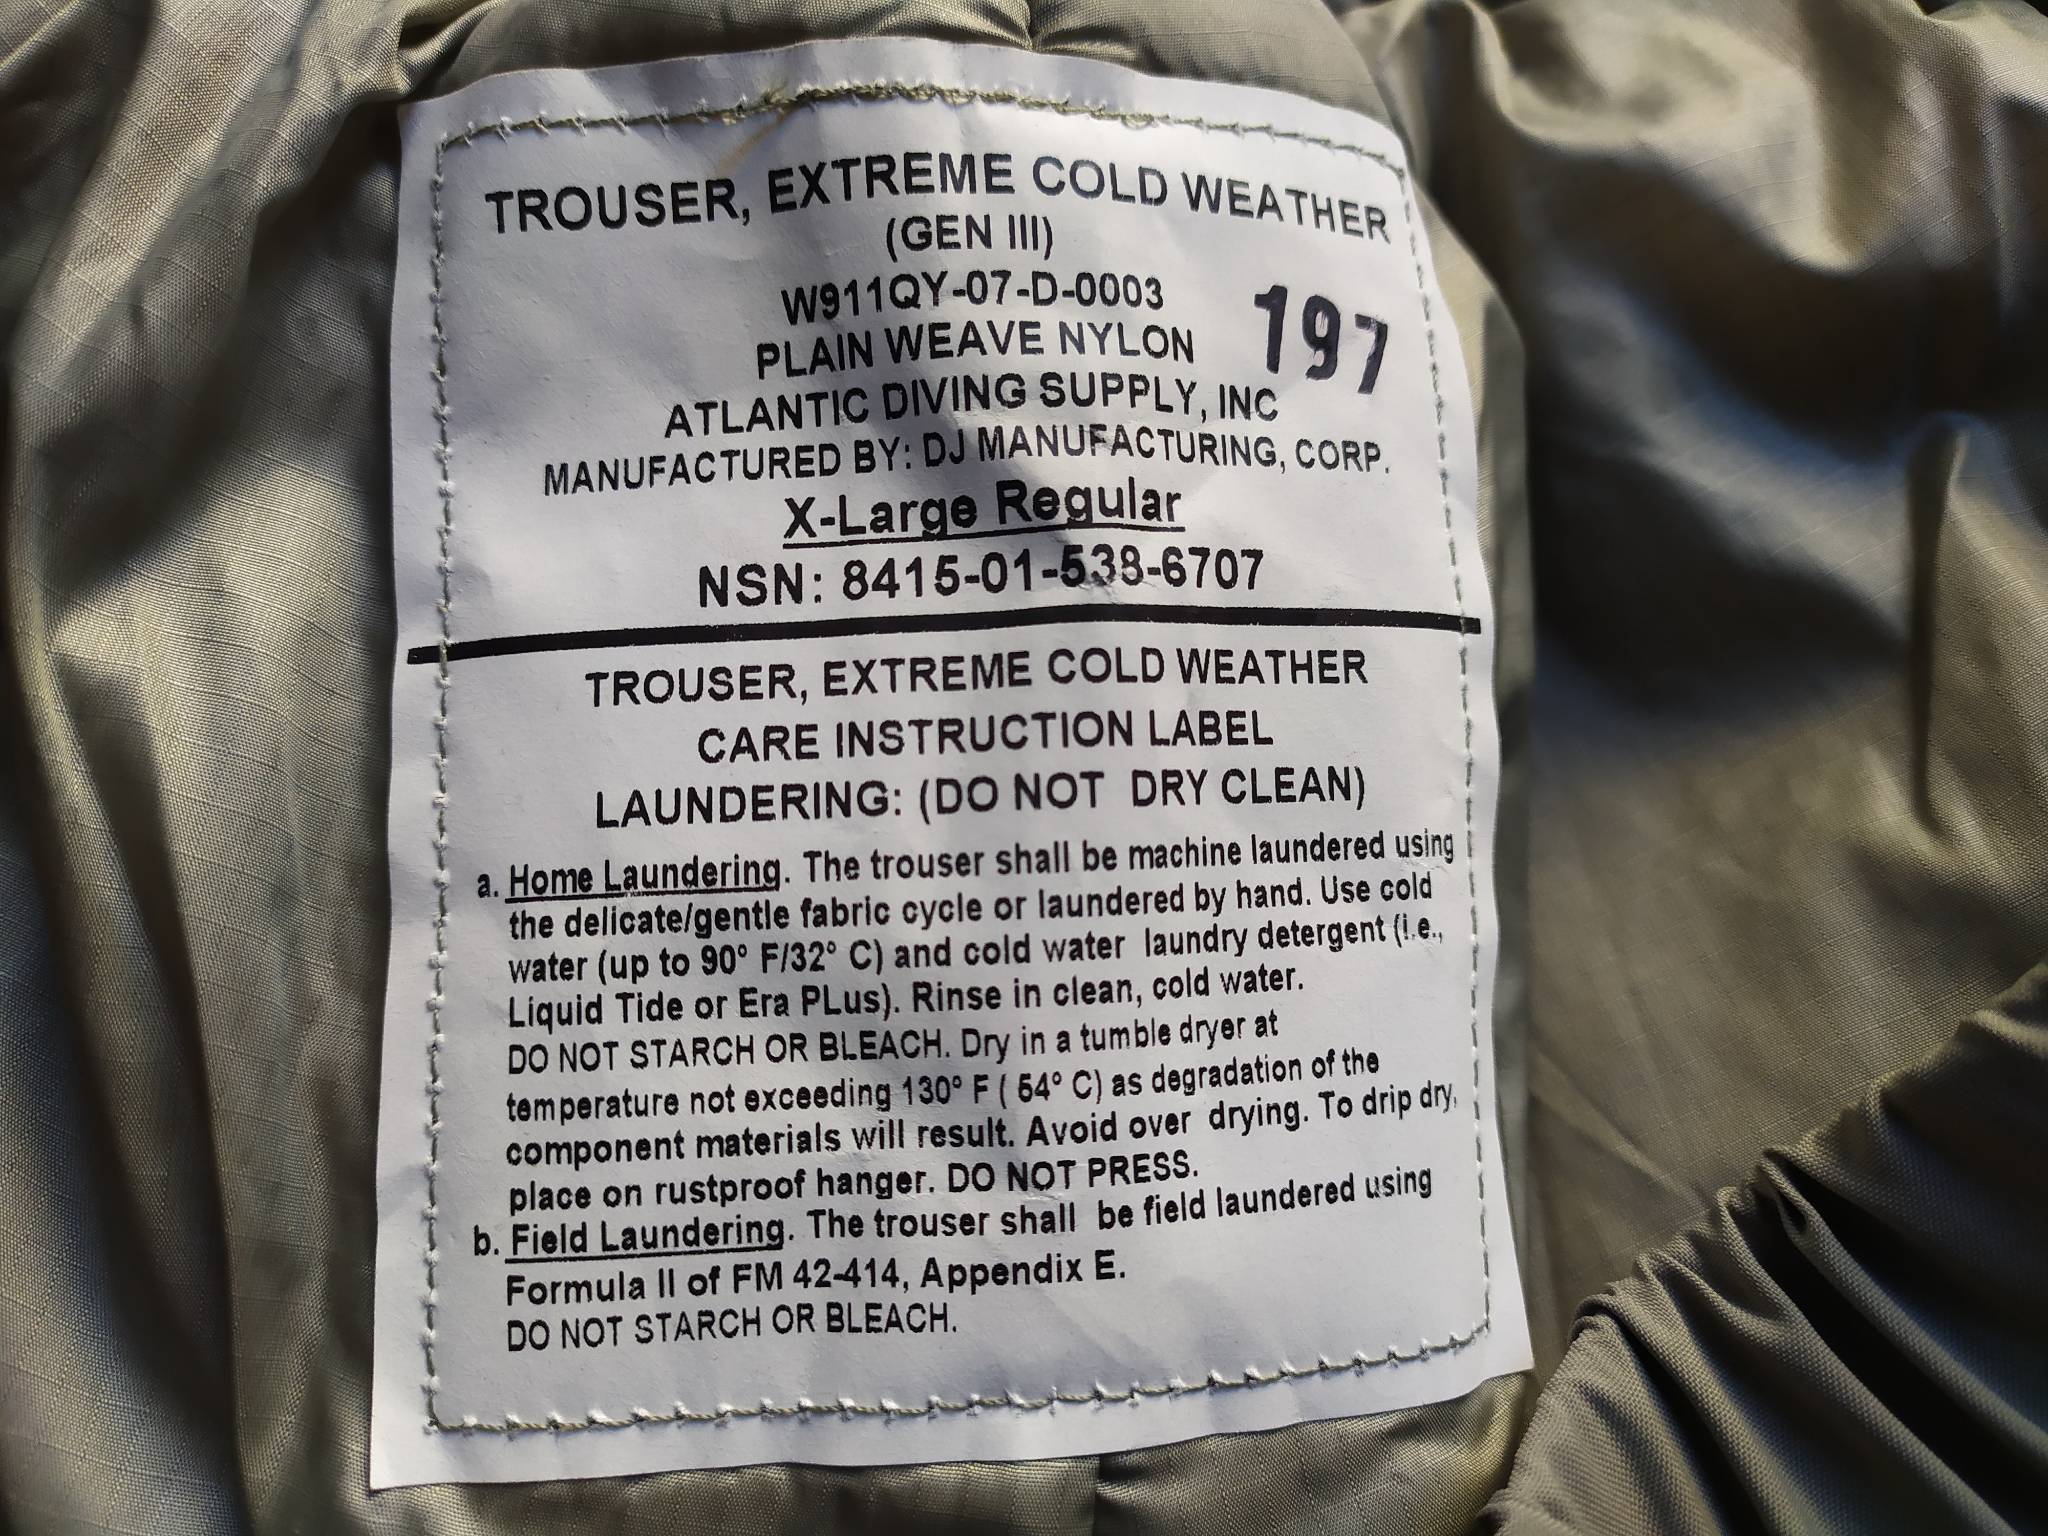 TROUSER, EXTREME COLD WEATHER
(GEN III)
W911QY-07-D-0003
197
PLAIN WEAVE NYLON
ATLANTIC DIVING SUPPLY, INC
MANUFACTURED BY: DJ MANUFACTURING, CORP.
X-Large Regular
NSN: 8415-01-538-6707
TROUSER, EXTREME COLD WEATHER
CARE INSTRUCTION LABEL
LAUNDERING: (DO NOT DRY CLEAN)
a. Home Laundering. The trouser shall be machine laundered using
the delicate/gentle fabric cycle or laundered by hand. Use cold
water (up to 90° F/32° C) and cold water laundry detergent (i.e.,
Liquid Tide or Era PLus). Rinse in clean, cold water.
DO NOT STARCH OR BLEACH. Dry in a tumble dryer at
temperature not exceeding 130° F ( 54° C) as degradation of the
component materials will result. Avoid over drying. To drip dry,
place on rustproof hanger. DO NOT PRESS.
b. Field Laundering. The trouser shall be field laundered using
Formula II of FM 42-414, Appendix E.
DO NOT STARCH OR BLEACH.